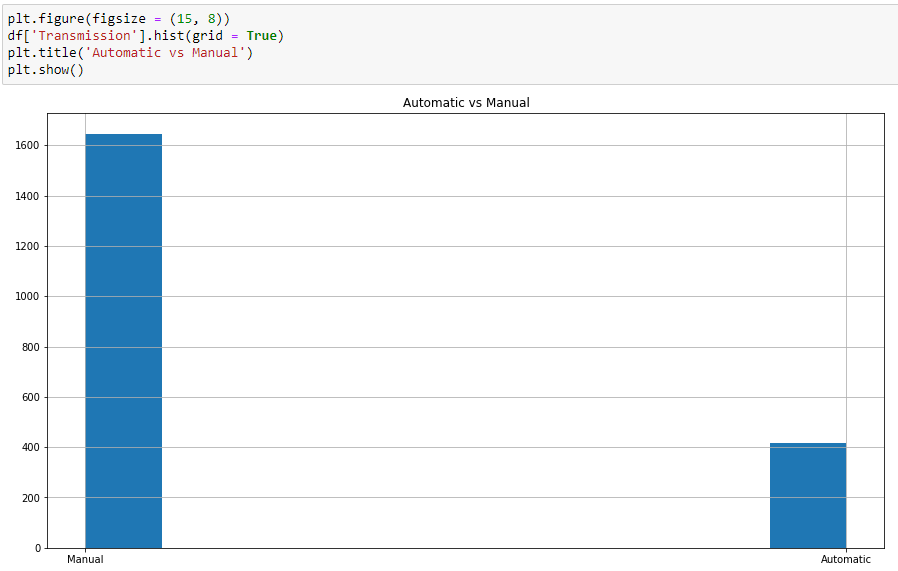 plt.figure(figsize = (15, 8))
df['Transmission'].hist(grid = True)
plt.title('Automatic vs Manual')
plt.show()
Automatic vs Manual
1600
1400
1200
1000
800
600
400
200
0
Manual Automatic